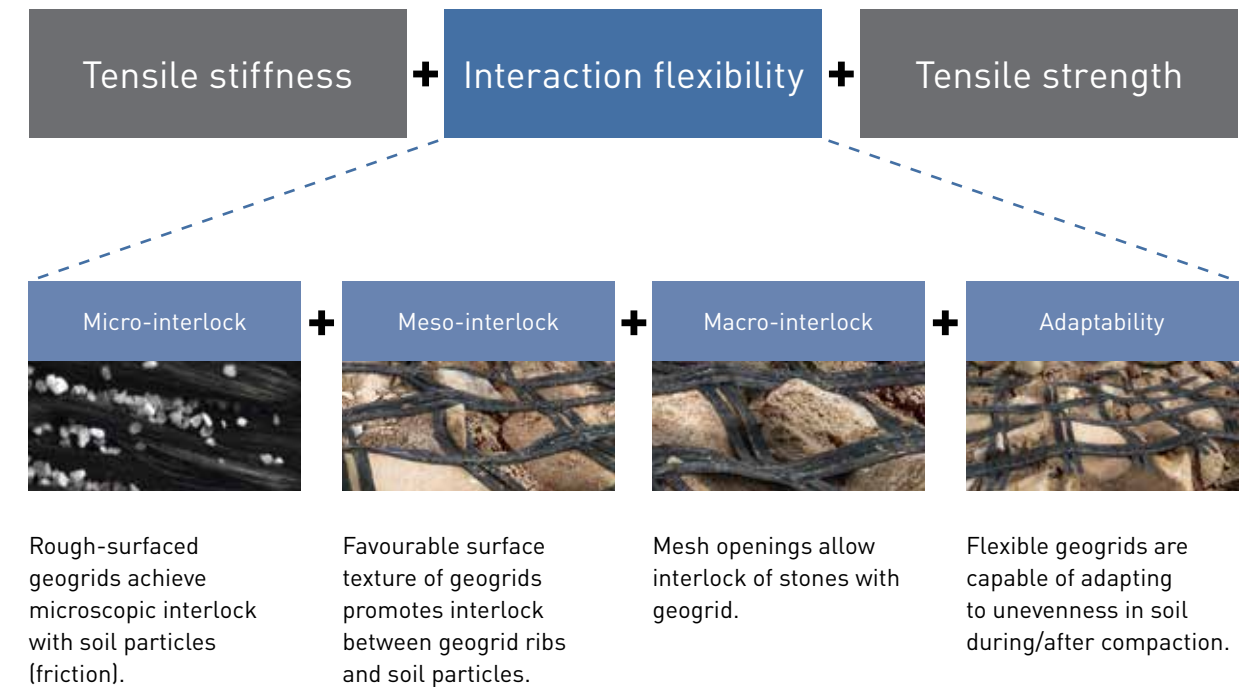 Tensile stiffness + Interaction flexibility + Tensile strength
Micro-interlock + Meso-interlock + Macro-interlock + Adaptability
Rough-surfaced
geogrids achieve
microscopic interlock
with soil particles
(friction).
Favourable surface
texture of geogrids
promotes interlock
between geogrid ribs
and soil particles.
Mesh openings allow
interlock of stones with
geogrid.
Flexible geogrids are
capable of adapting
to unevenness in soil
during/after compaction.